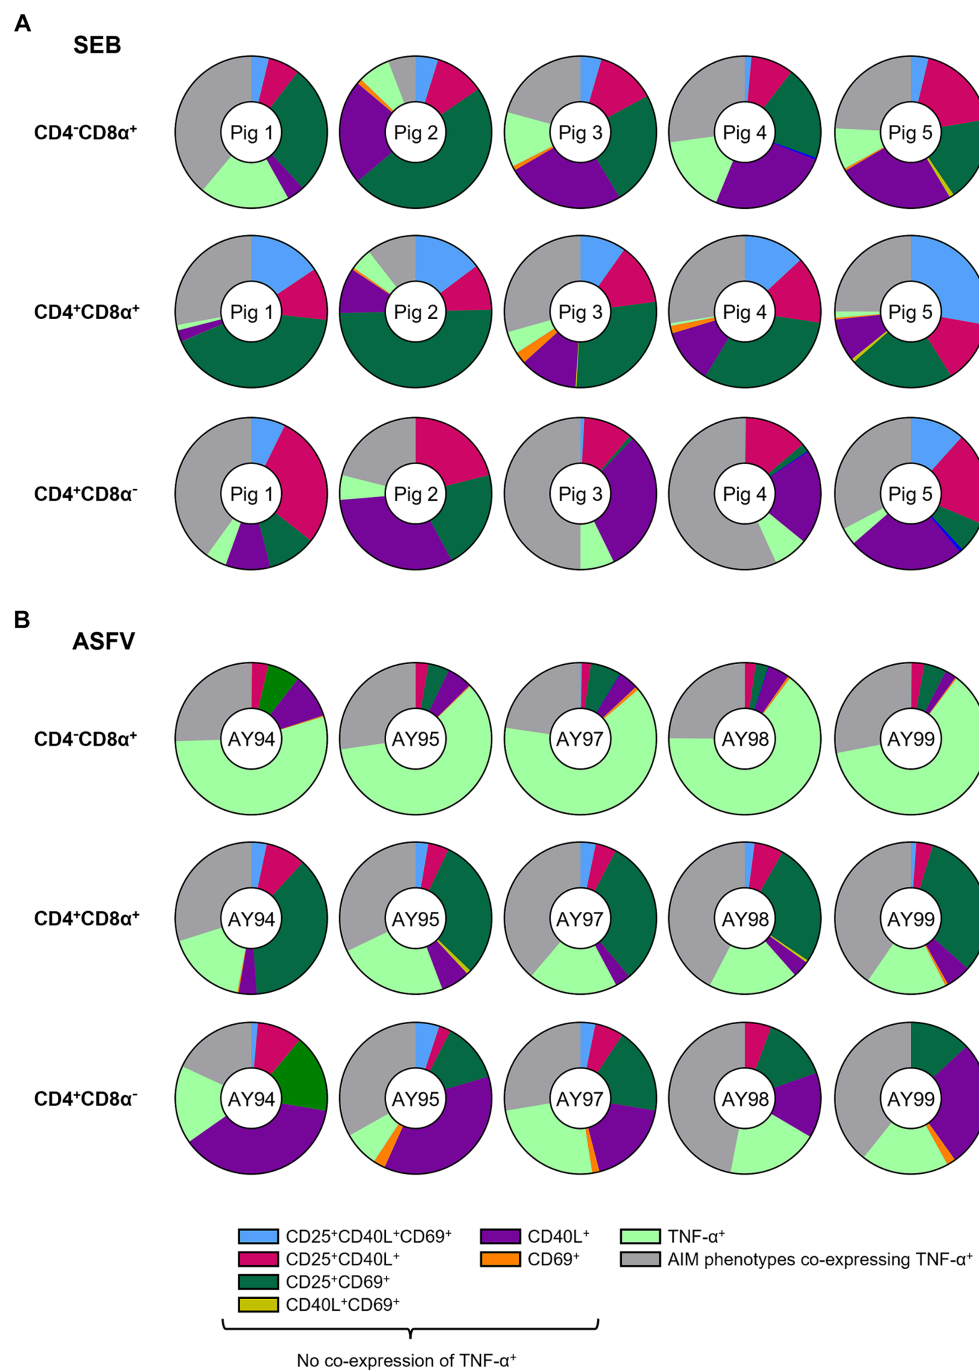 A
SEB
CD4⁻CD8α⁺
Pig 1
Pig 2
Pig 3
Pig 4
Pig 5
CD4⁺CD8α⁺
Pig 1
Pig 2
Pig 3
Pig 4
Pig 5
CD4⁺CD8α⁻
Pig 1
Pig 2
Pig 3
Pig 4
Pig 5
B
ASFV
CD4⁻CD8α⁺
AY94
AY95
AY97
AY98
AY99
CD4⁺CD8α⁺
AY94
AY95
AY97
AY98
AY99
CD4⁺CD8α⁻
AY94
AY95
AY97
AY98
AY99
CD25⁺CD40L⁺CD69⁺
CD25⁺CD40L⁺
CD25⁺CD69⁺
CD40L⁺CD69⁺
CD40L⁺
CD69⁺
TNF-α⁺
AIM phenotypes co-expressing TNF-α⁺
No co-expression of TNF-α⁺